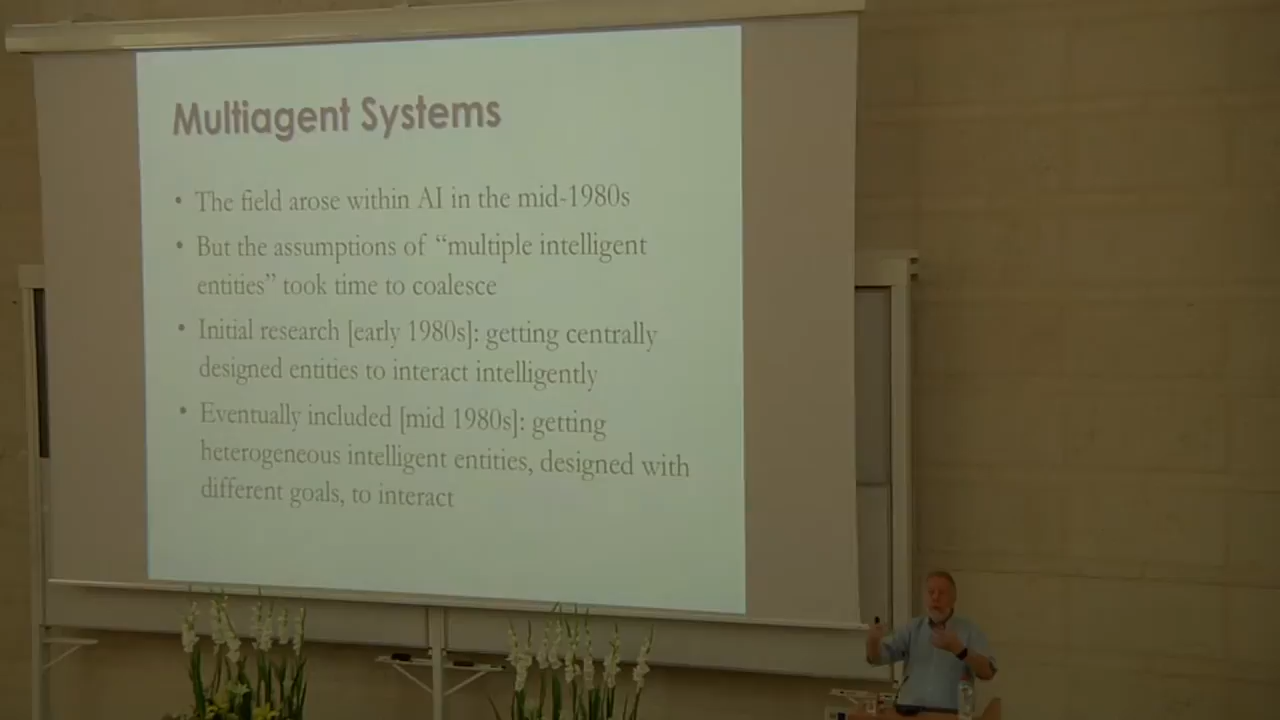 Multiagent Systems
• The field arose within AI in the mid-1980s
• But the assumptions of “multiple intelligent
entities” took time to coalesce
• Initial research [early 1980s]: getting centrally
designed entities to interact intelligently
• Eventually included [mid 1980s]: getting
heterogeneous intelligent entities, designed with
different goals, to interact